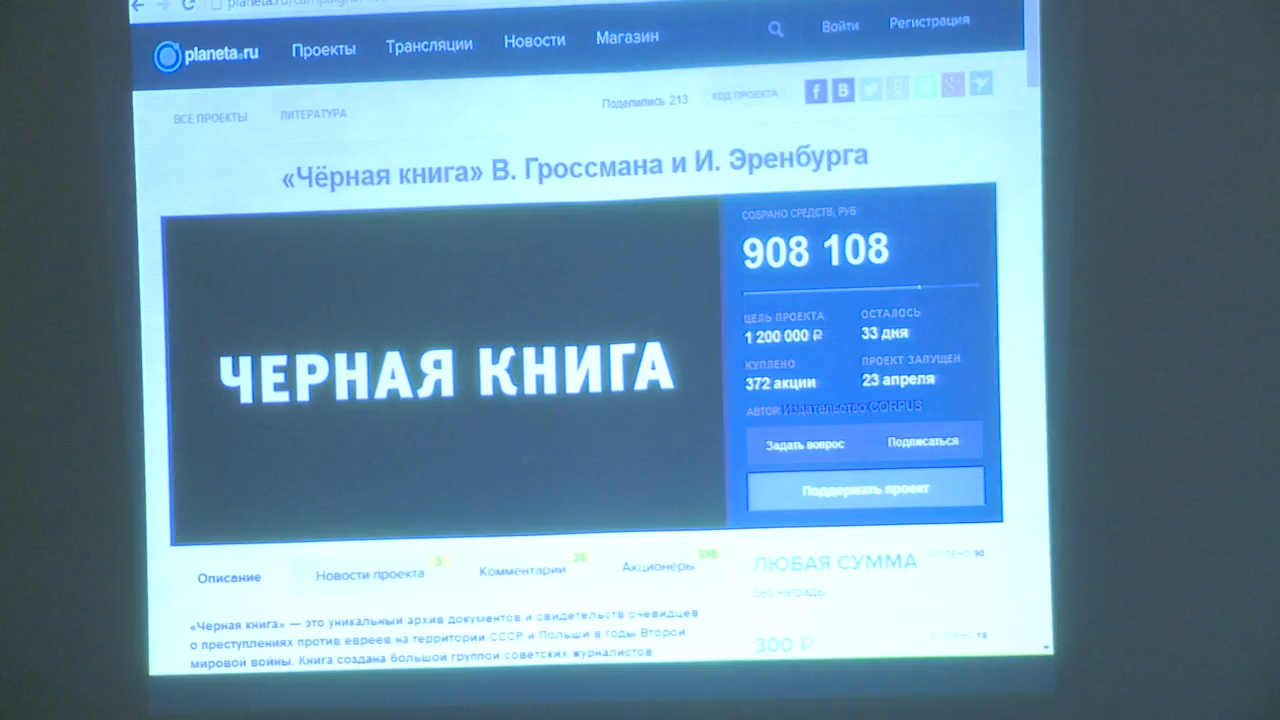 planeta.ru Проекты Трансляции Новости Магазин Войти Регистрация
ВСЕ ПРОЕКТЫ ЛИТЕРАТУРА Поделились 213 КОД ПРОЕКТА
«Чёрная книга» В. Гроссмана и И. Эренбурга
ЧЕРНАЯ КНИГА
СОБРАНО СРЕДСТВ, РУБ
908 108
ЦЕЛЬ ПРОЕКТА ОСТАЛОСЬ
1 200 000 ₽ 33 дня
КУПЛЕНО ПРОЕКТ ЗАПУЩЕН
372 акции 23 апреля
АВТОР Издательство CORPUS
Задать вопрос Подписаться
Поддержать проект
Описание Новости проекта 3 Комментарии 26 Акционеры 338
«Черная книга» — это уникальный архив документов и свидетельств очевидцев
о преступлениях против евреев на территории СССР и Польши в годы Второй
мировой войны. Книга создана большой группой советских журналистов
ЛЮБАЯ СУММА КУПЛЕНО 90
Без награды
300 ₽